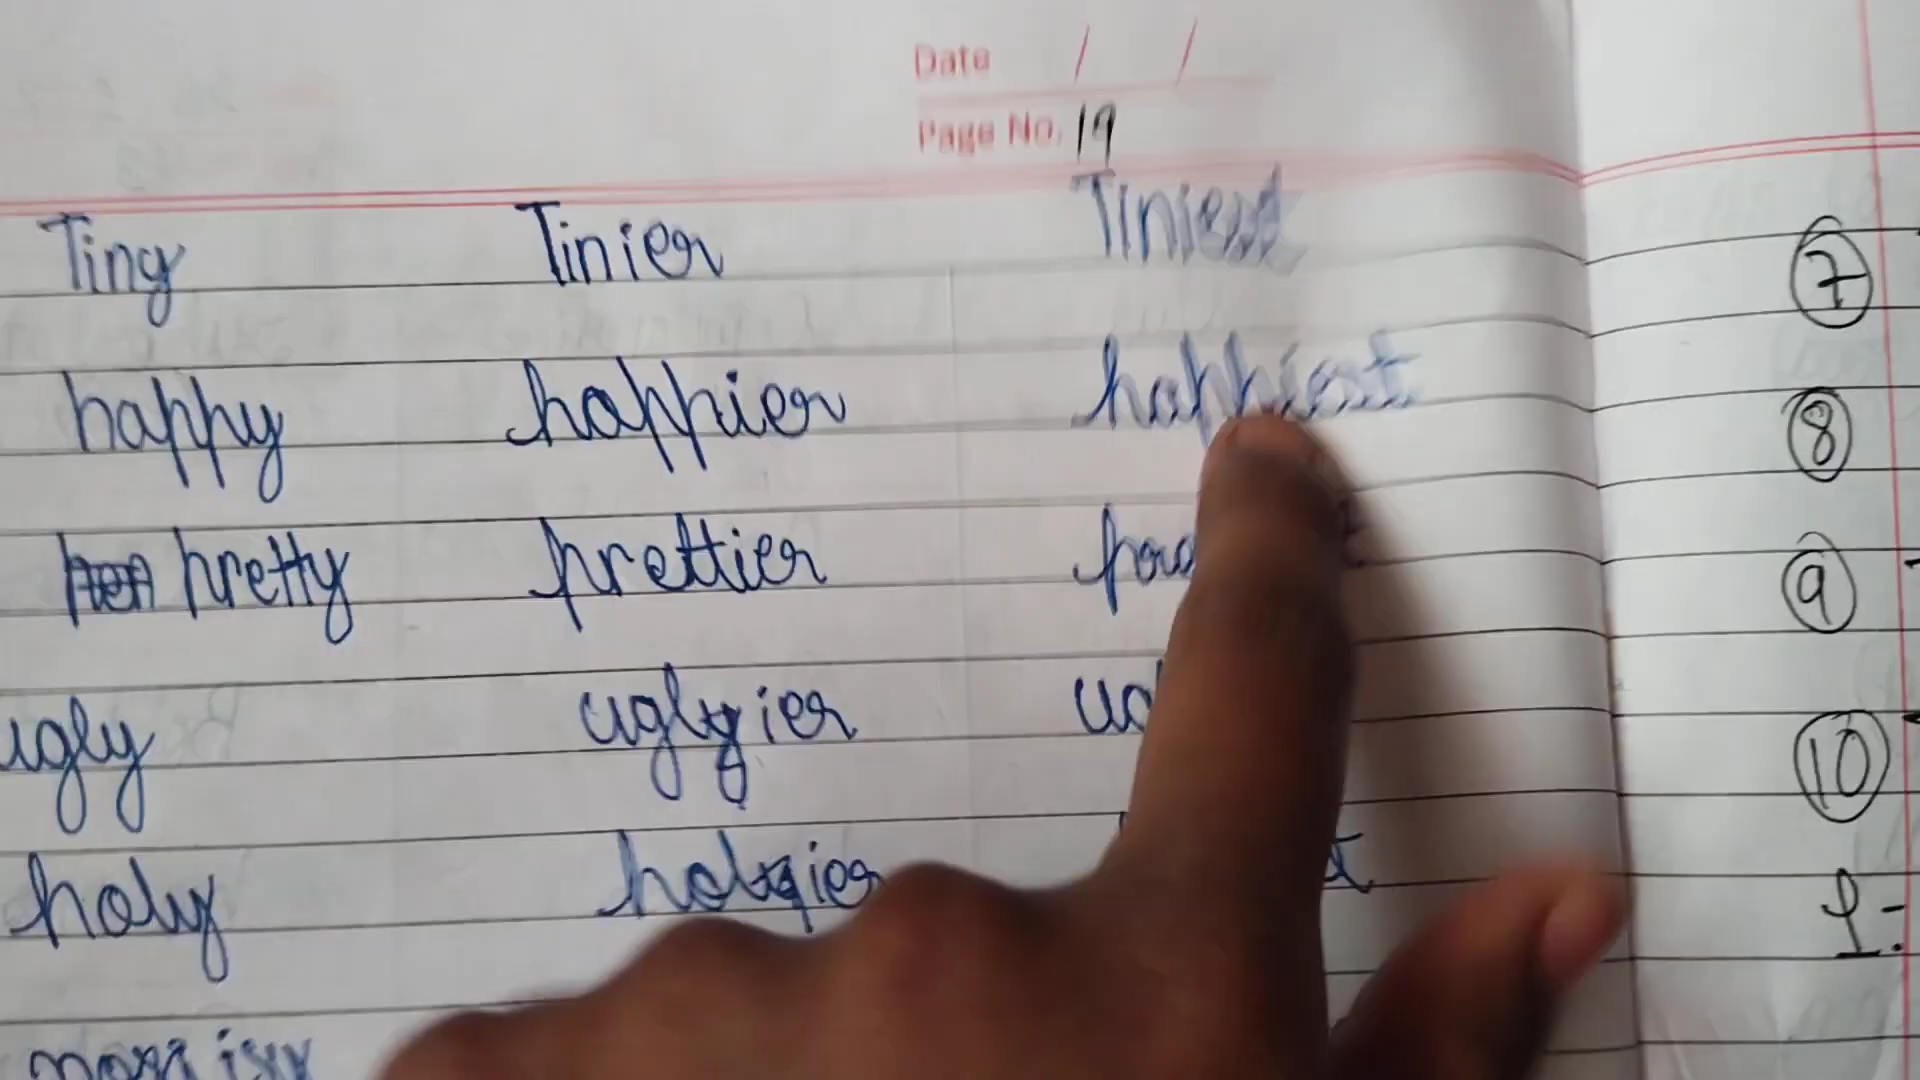 Date / /
Page No. 19
Tiny Tinier Tiniest
happy happier happiest
pretty prettier
ugly uglyier
holy holyier
7
8
9
10